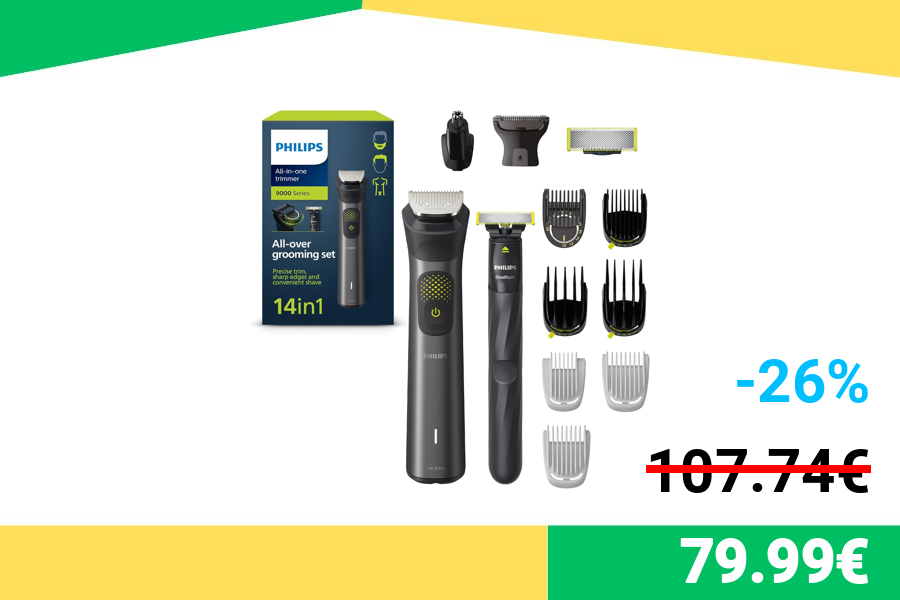 PHILIPS
All-in-one
trimmer
9000 Series
All-over
grooming set
Precise trim,
sharp edges and
convenient shave
14in1
PHILIPS
OneBlade
PHILIPS
-26%
107.74€
79.99€